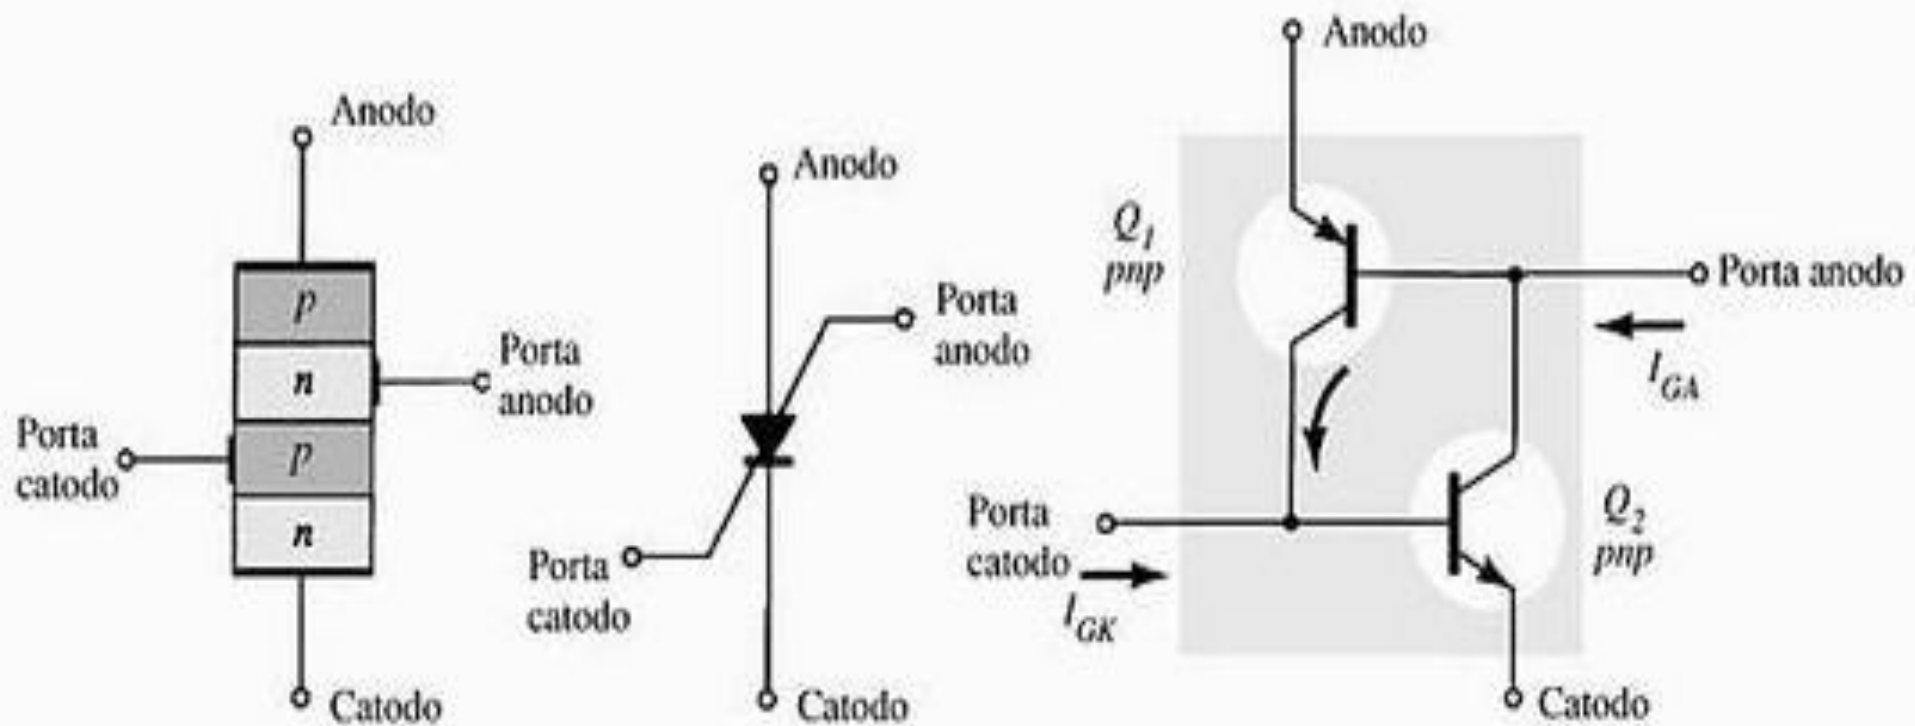 Anodo
p
n
p
n
Porta
anodo
Porta
catodo
Catodo
Anodo
Porta
anodo
Porta
catodo
Catodo
Anodo
Q1
pnp
Porta anodo
IGA
Porta
catodo
IGK
Q2
pnp
Catodo